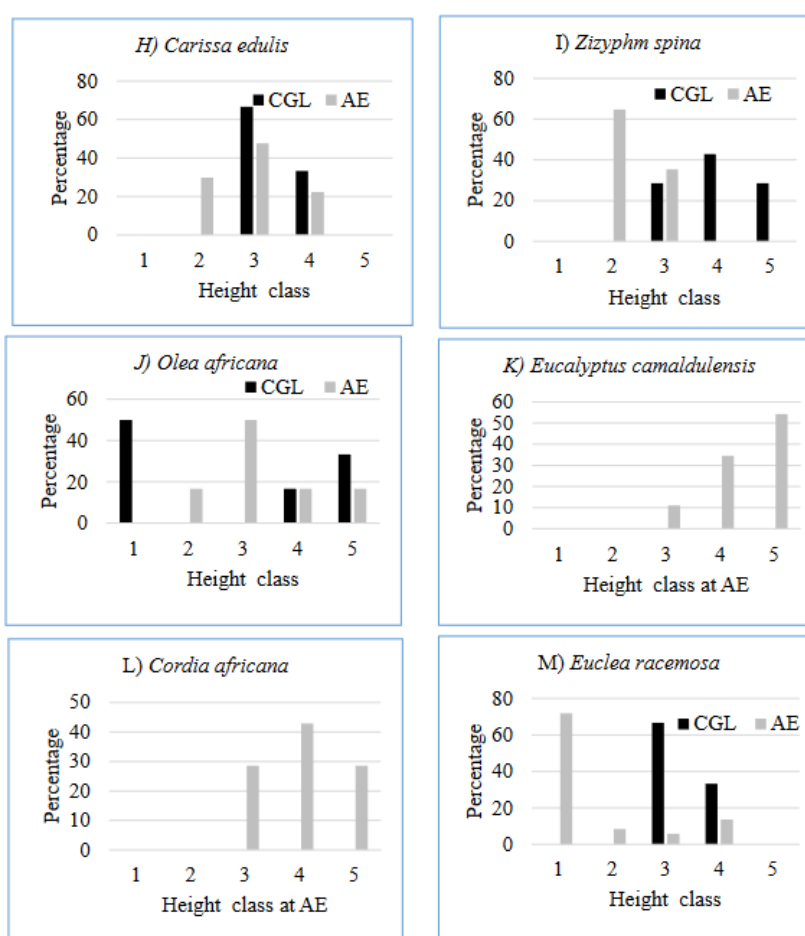 H) Carissa edulis
80
60
40
20
0
Percentage
CGL AE
1 2 3 4 5
Height class
I) Zizyphm spina
80
60
40
20
0
Percentage
CGL AE
1 2 3 4 5
Height class
J) Olea africana
60
40
20
0
Percentage
CGL AE
1 2 3 4 5
Height class
K) Eucalyptus camaldulensis
60
50
40
30
20
10
0
Percentage
1 2 3 4 5
Height class at AE
L) Cordia africana
50
40
30
20
10
0
Percentage
1 2 3 4 5
Height class at AE
M) Euclea racemosa
80
60
40
20
0
Percentage
CGL AE
1 2 3 4 5
Height class